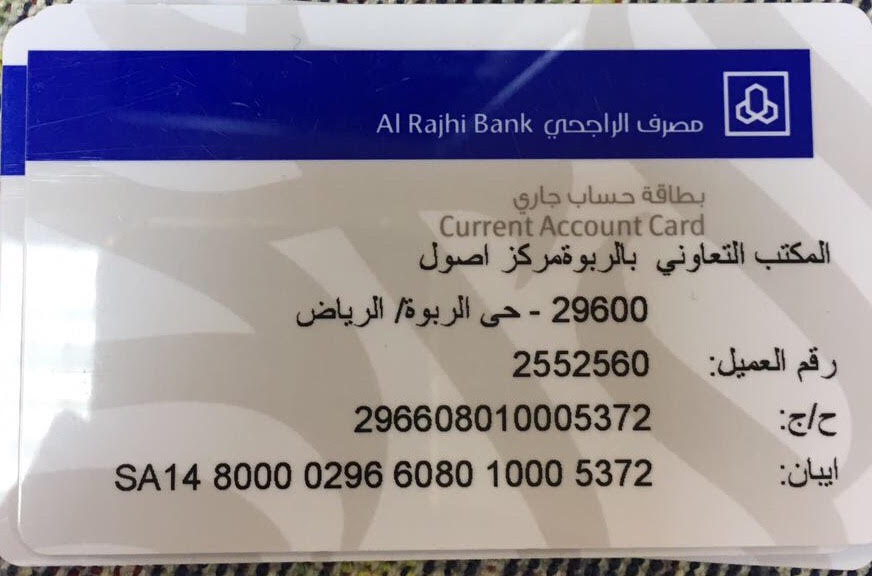 مصرف الراجحي Al Rajhi Bank
بطاقة حساب جاري
Current Account Card
المكتب التعاوني بالربوةمركز اصول
29600 - حى الربوة/ الرياض
رقم العميل: 2552560
ح/ج: 296608010005372
ايبان: SA14 8000 0296 6080 1000 5372